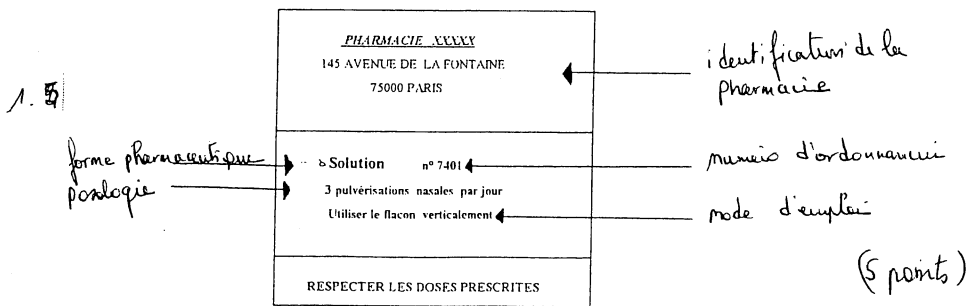 PHARMACIE XXXXX
145 AVENUE DE LA FONTAINE
75000 PARIS
identification de la
pharmacie
1.
forme pharmaceutique
Solution n° 7401
numéro d'ordonnancier
posologie
3 pulvérisations nasales par jour
Utiliser le flacon verticalement
mode d'emploi
(5 points)
RESPECTER LES DOSES PRESCRITES